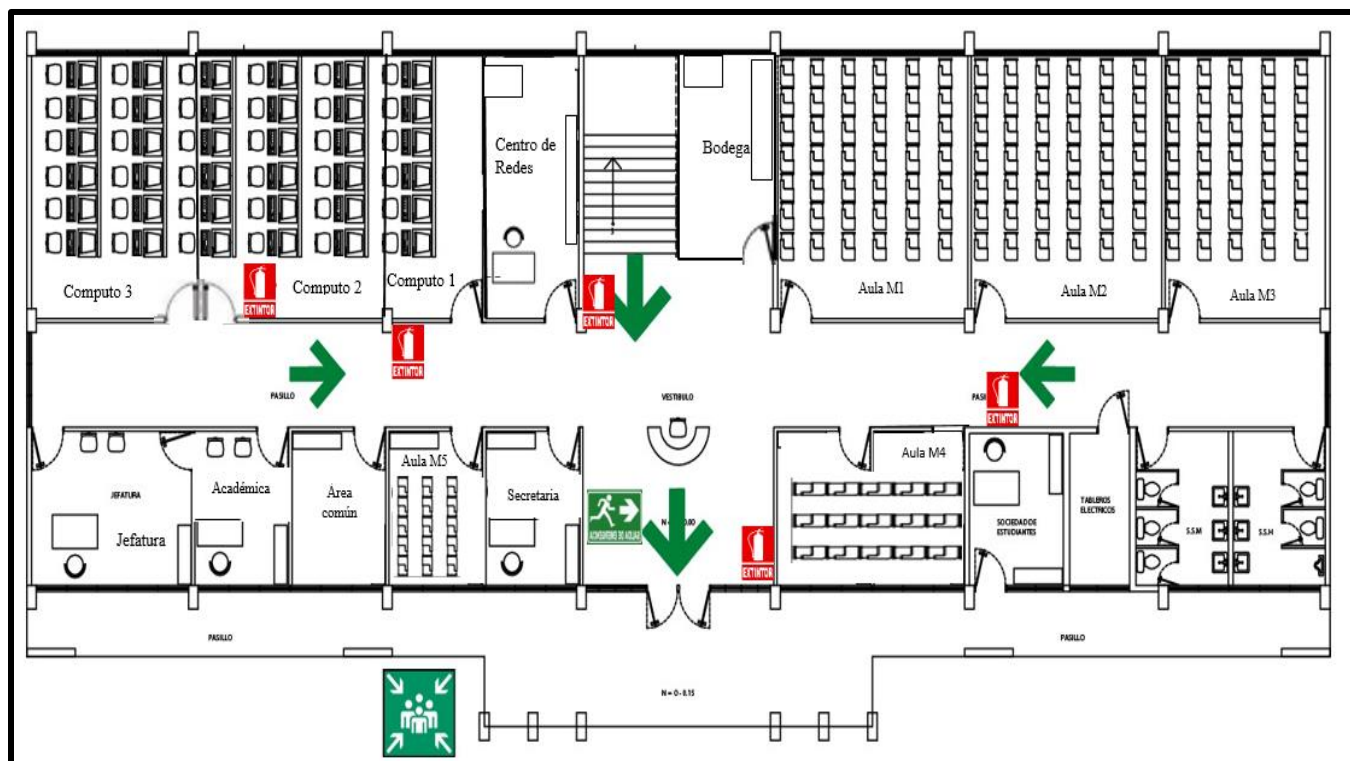 Centro de
Redes
Bodega
Computo 3
Computo 2
Computo 1
Aula M1
Aula M2
Aula M3
EXTINTOR
EXTINTOR
EXTINTOR
EXTINTOR
PASILLO
VESTIBULO
Aula M5
Aula M4
Académica
Área
común
Secretaria
JEFATURA
Jefatura
SOCIEDAD DE
ESTUDIANTES
TABLEROS
ELECTRICOS
S.S.M
S.S.H
EXTINTOR
PASILLO
PASILLO
N = 0 - 0.15